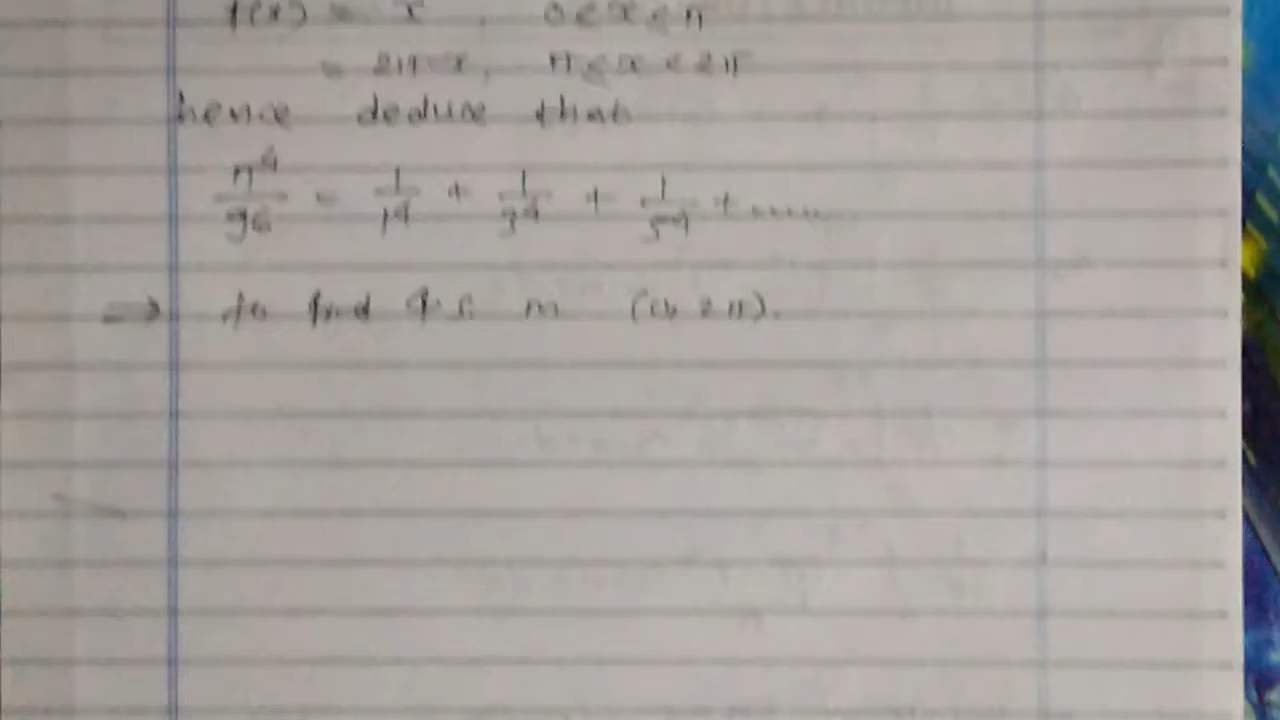 f(x) = x, 0 < x < π
= 2π - x, π < x < 2π
hence deduce that
π⁴/96 = 1/1⁴ + 1/3⁴ + 1/5⁴ + .....
⇒ to find f.s. in (0, 2π).